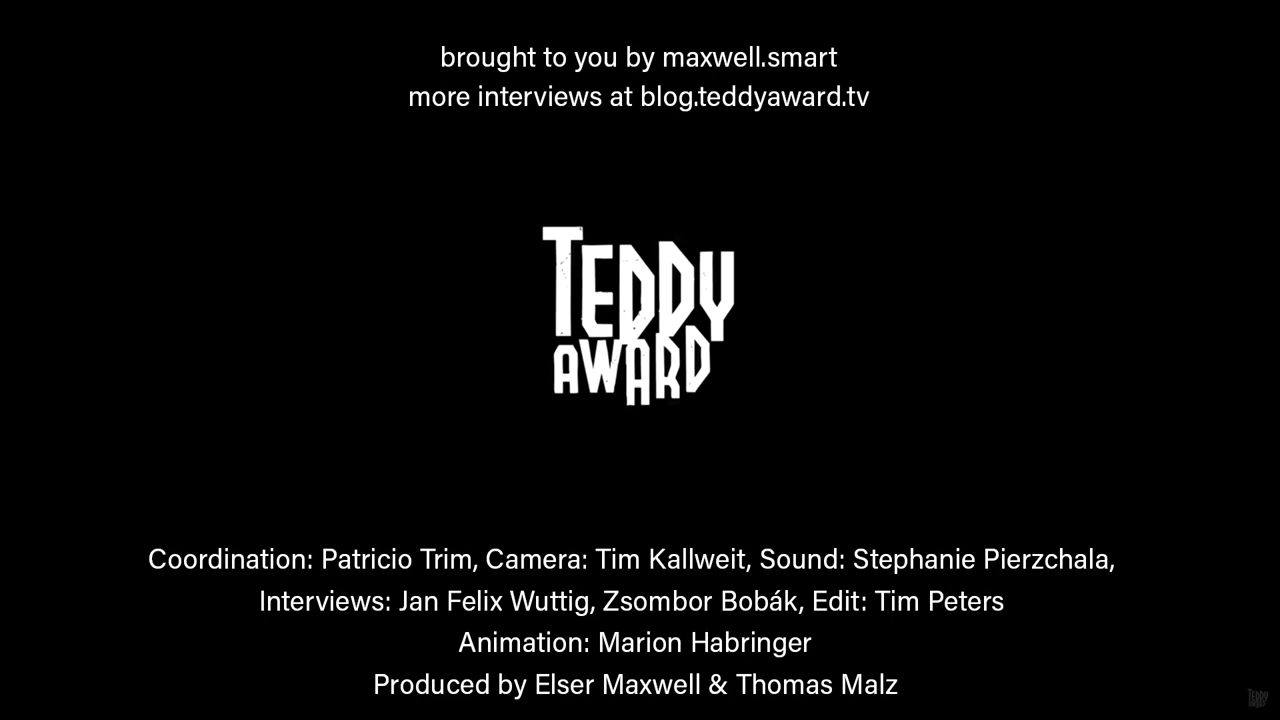 brought to you by maxwell.smart
more interviews at blog.teddyaward.tv
TEDDY
AWARD
Coordination: Patricio Trim, Camera: Tim Kallweit, Sound: Stephanie Pierzchala,
Interviews: Jan Felix Wuttig, Zsombor Bobák, Edit: Tim Peters
Animation: Marion Habringer
Produced by Elser Maxwell & Thomas Malz
TEDDY
AWARD